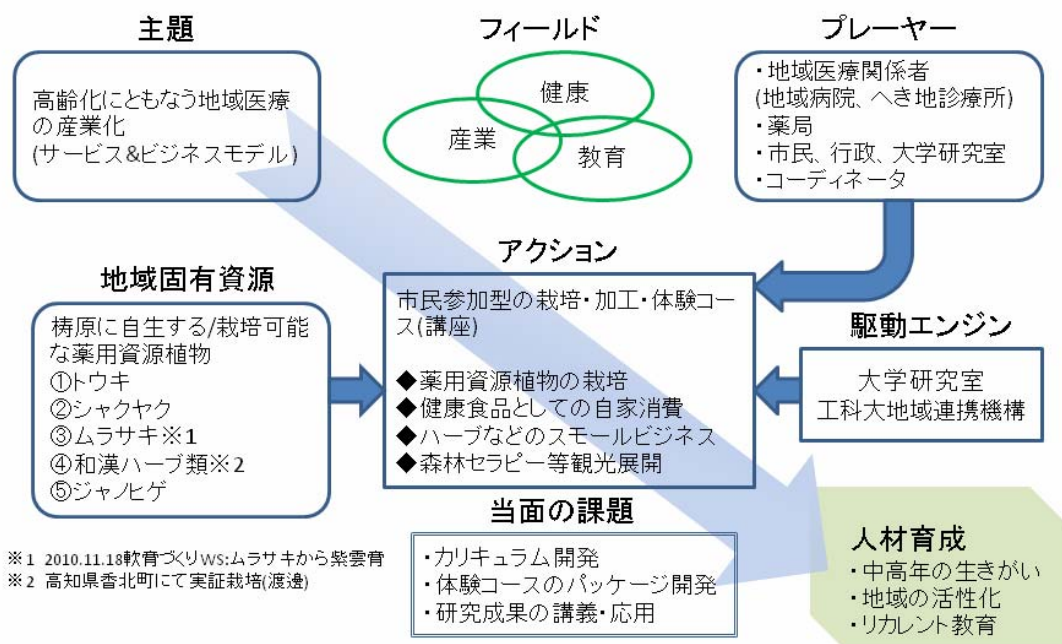 主題
高齢化にともなう地域医療
の産業化
(サービス&ビジネスモデル)
フィールド
健康
産業
教育
プレーヤー
・地域医療関係者
(地域病院、へき地診療所)
・薬局
・市民、行政、大学研究室
・コーディネータ
地域固有資源
梼原に自生する/栽培可能
な薬用資源植物
①トウキ
②シャクヤク
③ムラサキ※1
④和漢ハーブ類※2
⑤ジャノヒゲ
※1 2010.11.18軟膏づくりWS:ムラサキから紫雲膏
※2 高知県香北町にて実証栽培(渡邊)
アクション
市民参加型の栽培・加工・体験コー
ス(講座)
◆薬用資源植物の栽培
◆健康食品としての自家消費
◆ハーブなどのスモールビジネス
◆森林セラピー等観光展開
駆動エンジン
大学研究室
工科大地域連携機構
当面の課題
・カリキュラム開発
・体験コースのパッケージ開発
・研究成果の講義・応用
人材育成
・中高年の生きがい
・地域の活性化
・リカレント教育